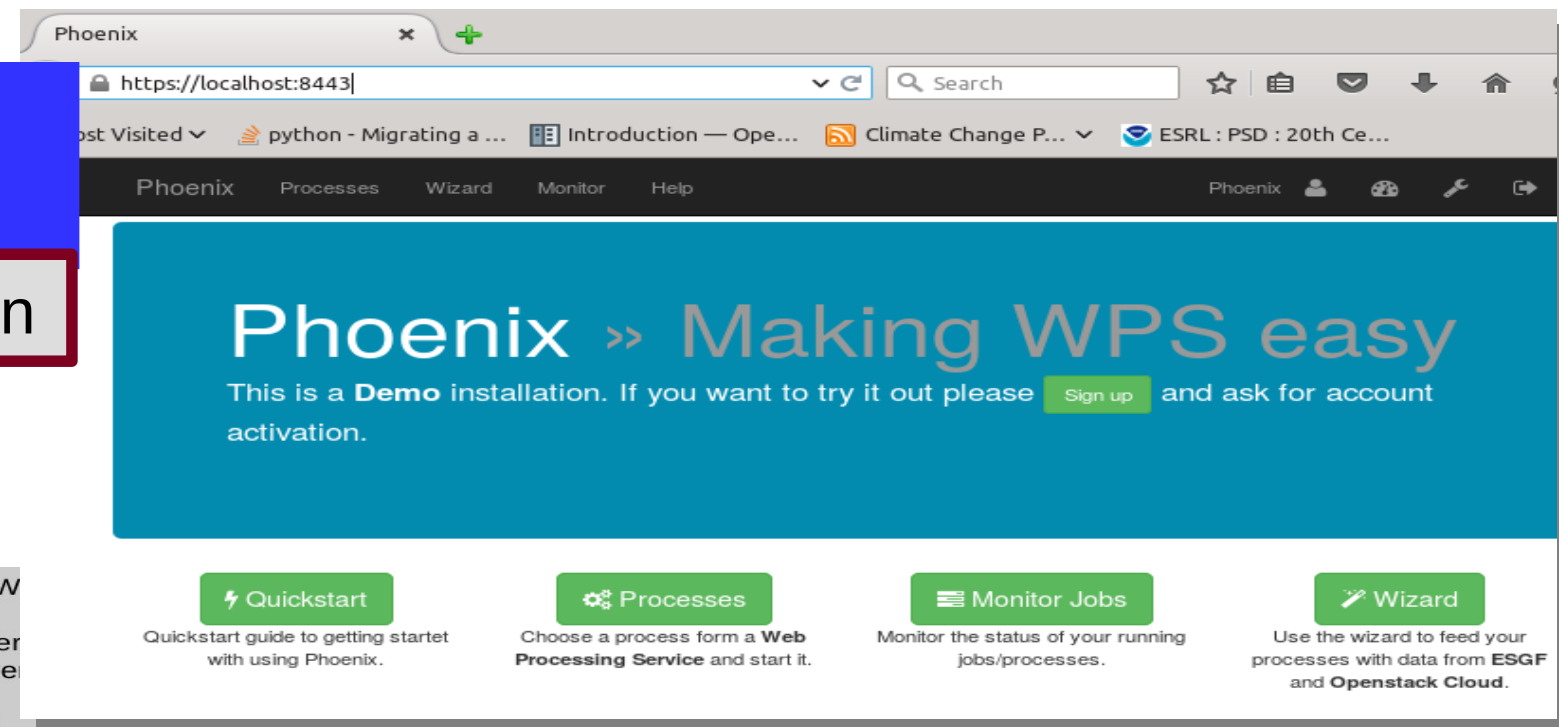 Phoenix
https://localhost:8443 Search
ost Visited python - Migrating a ... Introduction — Ope... Climate Change P... ESRL : PSD : 20th Ce...
Phoenix Processes Wizard Monitor Help Phoenix
n
Phoenix » Making WPS easy
This is a Demo installation. If you want to try it out please Sign up and ask for account
activation.
Quickstart Processes Monitor Jobs Wizard
Quickstart guide to getting startet
with using Phoenix.
Choose a process form a Web
Processing Service and start it.
Monitor the status of your running
jobs/processes.
Use the wizard to feed your
processes with data from ESGF
and Openstack Cloud.